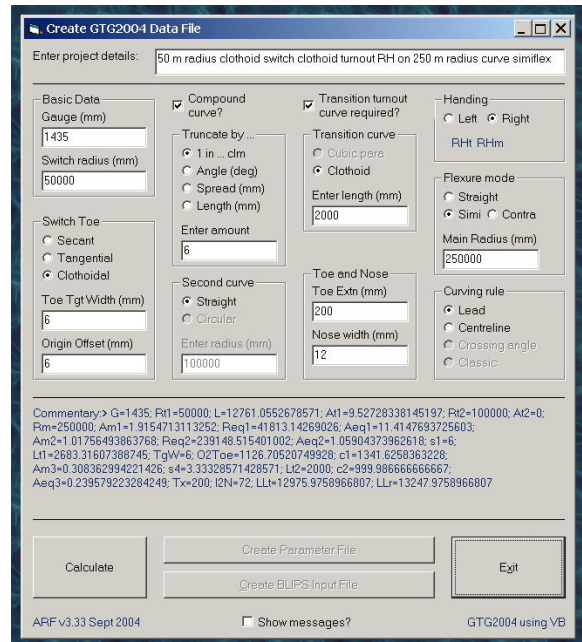 Create GTG2004 Data File
Enter project details:
50 m radius clothoid switch clothoid turnout RH on 250 m radius curve simiflex
Basic Data
Gauge (mm)
1435
Switch radius (mm)
50000
Switch Toe
Secant
Tangential
Clothoidal
Toe Tgt Width (mm)
6
Origin Offset (mm)
6
Compound
curve?
Truncate by ...
1 in ... clm
Angle (deg)
Spread (mm)
Length (mm)
Enter amount
6
Second curve
Straight
Circular
Enter radius (mm)
100000
Transition turnout
curve required?
Transition curve
Cubic para
Clothoid
Enter length (mm)
2000
Toe and Nose
Toe Extn (mm)
200
Nose width (mm)
12
Handing
Left Right
RHt RHm
Flexure mode
Straight
Simi Contra
Main Radius (mm)
250000
Curving rule
Lead
Centreline
Crossing angle
Classic
Commentary:> G=1435; Rt1=50000; L=12761.0552678571; At1=9.52728338145197; Rt2=100000; At2=0;
Rm=250000; Am1=1.9154713113252; Req1=41813.14269026; Aeq1=11.4147693725603;
Am2=1.01756493863768; Req2=239148.515401002; Aeq2=1.05904373962618; s1=6;
Lt1=2683.31607388745; TgW=6; O2Toe=1126.70520749928; c1=1341.6258363228;
Am3=0.308362994221426; s4=3.33328571428571; Lt2=2000; c2=999.986666666667;
Aeq3=0.239579223284249; Tx=200; I2N=72; LLt=12975.9758966807; LLr=13247.9758966807
Calculate
Create Parameter File
Create BLIPS Input File
Exit
ARF v3.33 Sept 2004
Show messages?
GTG2004 using VB